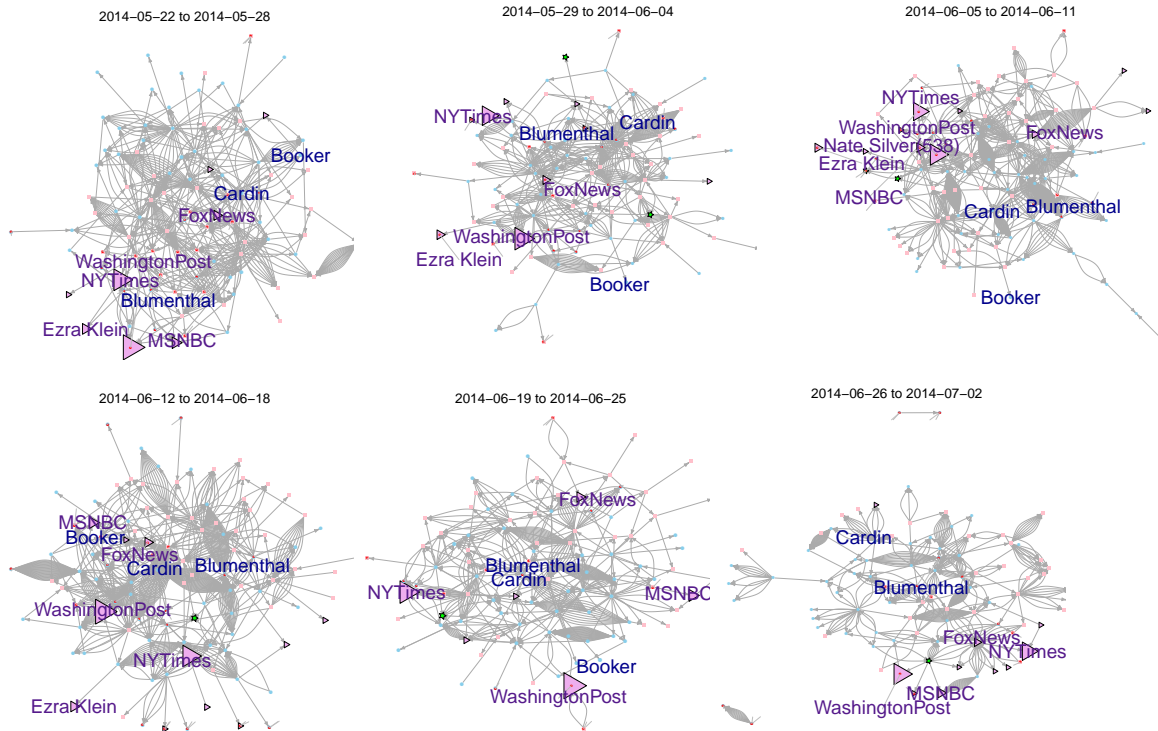 2014−05−22 to 2014−05−28
Booker
Cardin
FoxNews
WashingtonPost
NYTimes
Blumenthal
Ezra Klein
MSNBC
2014−05−29 to 2014−06−04
NYTimes
Cardin
Blumenthal
FoxNews
WashingtonPost
Ezra Klein
Booker
2014−06−05 to 2014−06−11
NYTimes
WashingtonPost
FoxNews
Nate Silver(538)
Ezra Klein
MSNBC
Cardin
Blumenthal
Booker
2014−06−12 to 2014−06−18
MSNBC
Booker
FoxNews
Cardin
Blumenthal
WashingtonPost
NYTimes
Ezra Klein
2014−06−19 to 2014−06−25
FoxNews
Blumenthal
Cardin
NYTimes
MSNBC
Booker
WashingtonPost
2014−06−26 to 2014−07−02
Cardin
Blumenthal
FoxNews
NYTimes
MSNBC
WashingtonPost